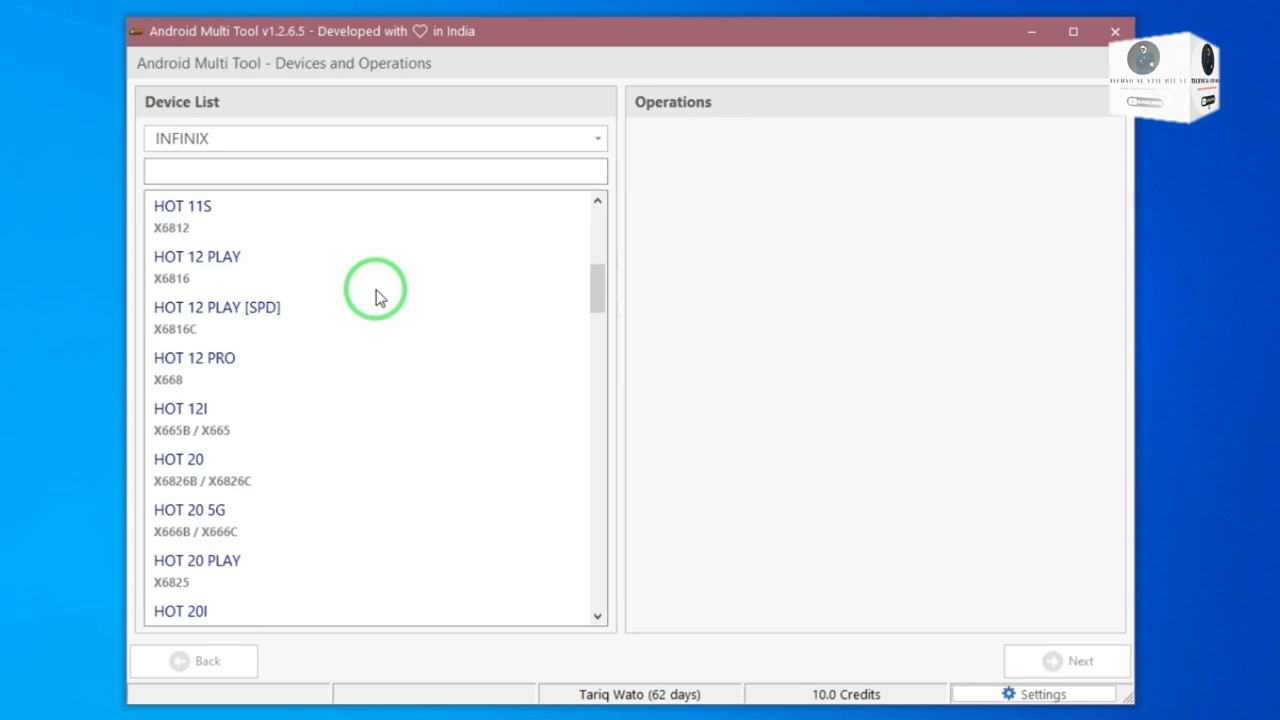 Android Multi Tool v1.2.6.5 - Developed with ♡ in India
Android Multi Tool - Devices and Operations
Device List
Operations
INFINIX
HOT 11S
X6812
HOT 12 PLAY
X6816
HOT 12 PLAY [SPD]
X6816C
HOT 12 PRO
X668
HOT 12I
X665B / X665
HOT 20
X6826B / X6826C
HOT 20 5G
X666B / X666C
HOT 20 PLAY
X6825
HOT 20I
Back
Next
Tariq Wato (62 days)
10.0 Credits
Settings